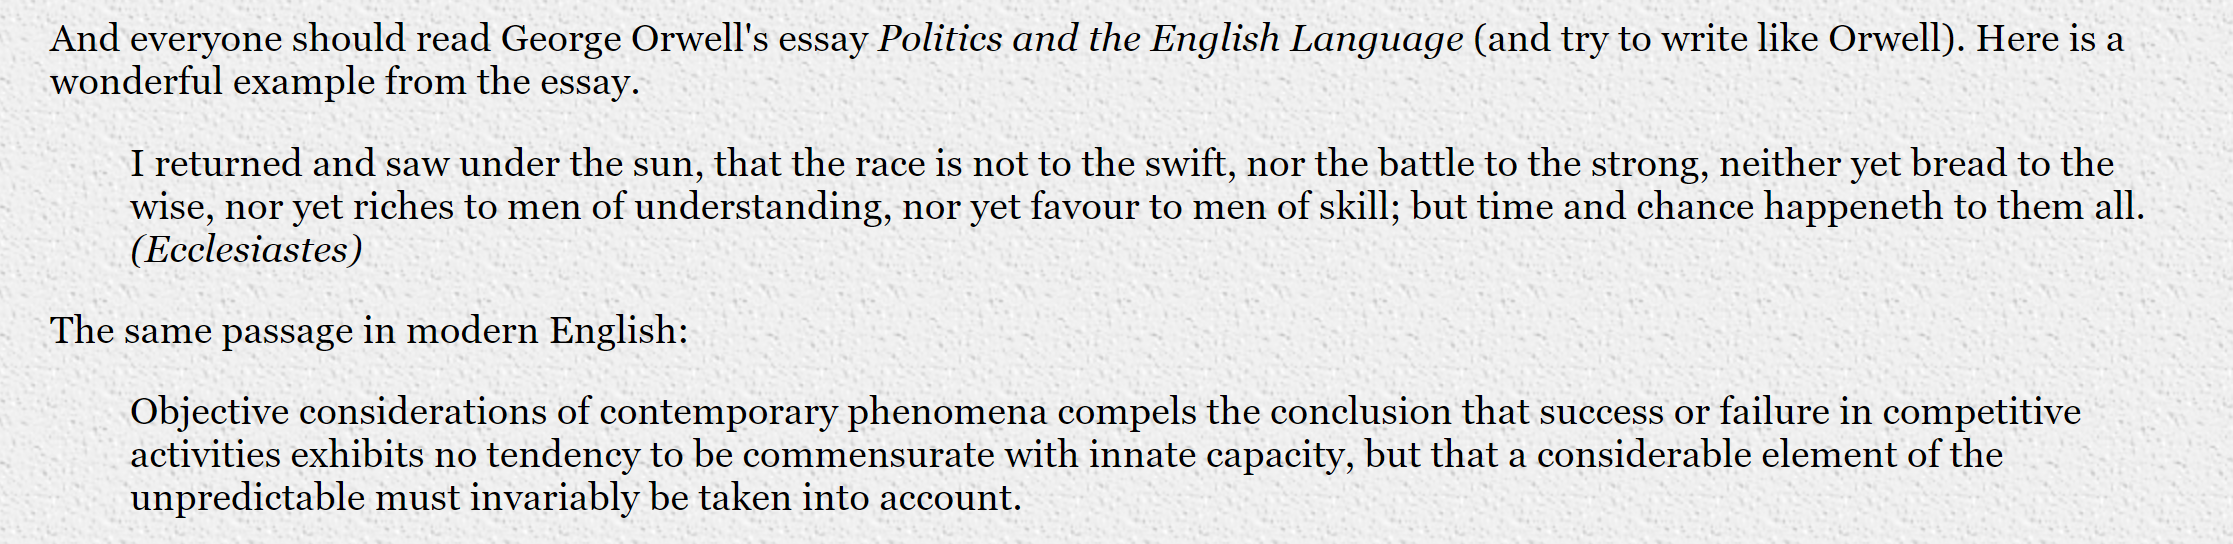 And everyone should read George Orwell's essay Politics and the English Language (and try to write like Orwell). Here is a
wonderful example from the essay.
I returned and saw under the sun, that the race is not to the swift, nor the battle to the strong, neither yet bread to the
wise, nor yet riches to men of understanding, nor yet favour to men of skill; but time and chance happeneth to them all.
(Ecclesiastes)
The same passage in modern English:
Objective considerations of contemporary phenomena compels the conclusion that success or failure in competitive
activities exhibits no tendency to be commensurate with innate capacity, but that a considerable element of the
unpredictable must invariably be taken into account.